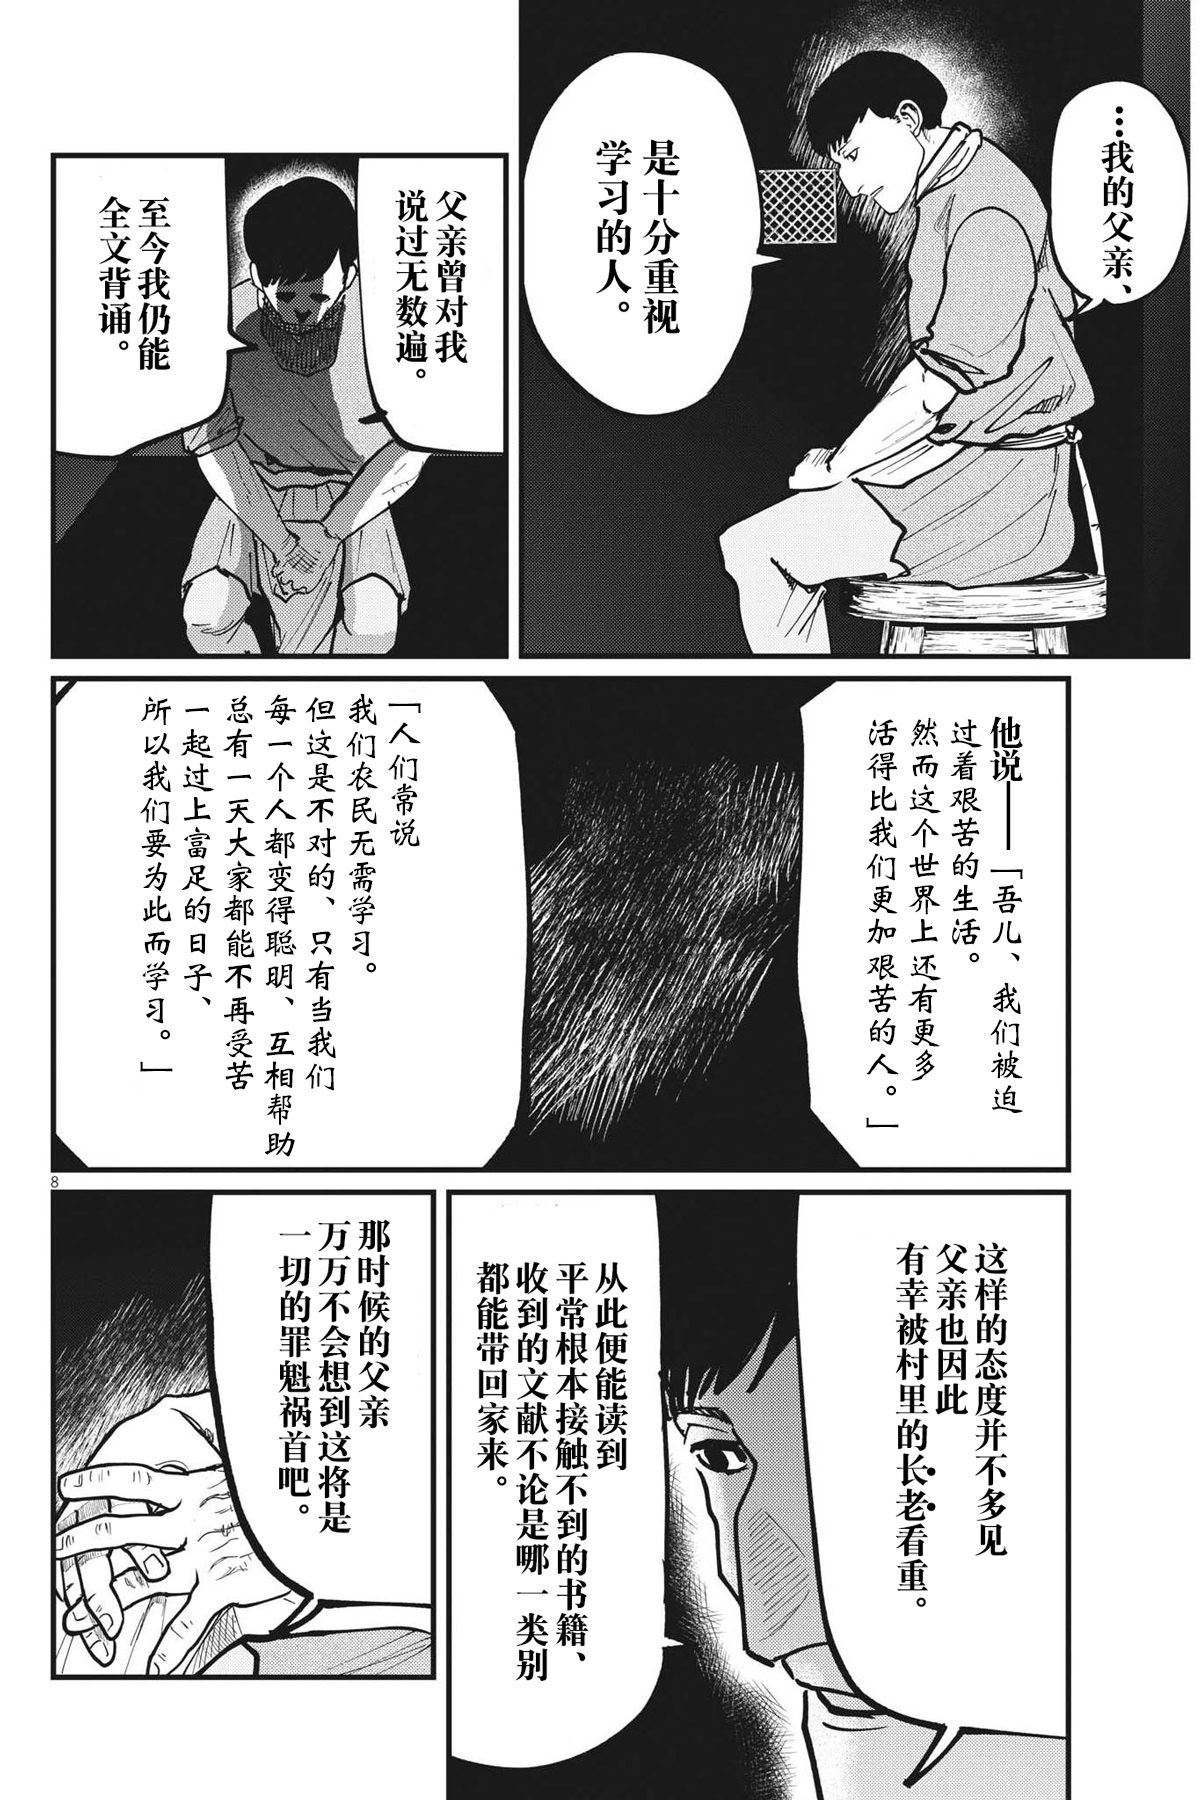 …我的父亲、
是十分重视
学习的人。
父亲曾对我
说过无数遍。
至今我仍能
全文背诵。
他说——「吾儿、我们被迫
过着艰苦的生活。
然而这个世界上还有更多
活得比我们更加艰苦的人。」
「人们常说
我们农民无需学习。
但这是不对的、只有当我们
每一个人都变得聪明、互相帮助
总有一天大家都能不再受苦
一起过上富足的日子、
所以我们要为此而学习。」
这样的态度并不多见
父亲也因此
有幸被村里的长老看重。
从此便能读到
平常根本接触不到的书籍、
收到的文献不论是哪一类别
都能带回家来。
那时候的父亲
万万不会想到这将是
一切的罪魁祸首吧。
8